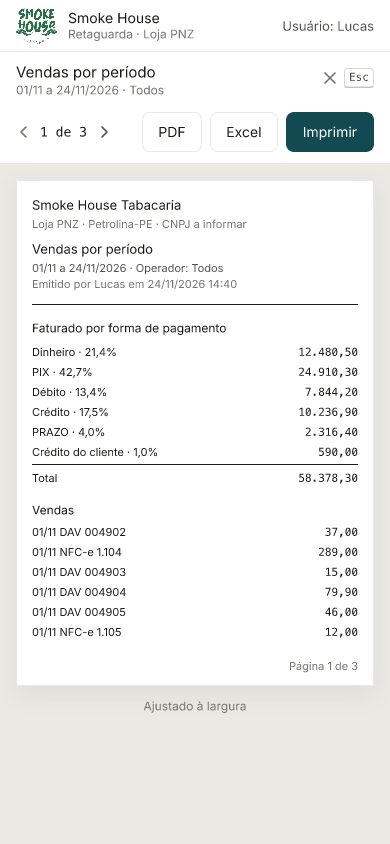 SMOKE
HOUSE
Smoke House
Retaguarda · Loja PNZ
Usuário: Lucas
Vendas por período
01/11 a 24/11/2026 · Todos
Esc
1 de 3
PDF
Excel
Imprimir
Smoke House Tabacaria
Loja PNZ · Petrolina-PE · CNPJ a informar
Vendas por período
01/11 a 24/11/2026 · Operador: Todos
Emitido por Lucas em 24/11/2026 14:40
Faturado por forma de pagamento
Dinheiro · 21,4% 12.480,50
PIX · 42,7% 24.910,30
Débito · 13,4% 7.844,20
Crédito · 17,5% 10.236,90
PRAZO · 4,0% 2.316,40
Crédito do cliente · 1,0% 590,00
Total 58.378,30
Vendas
01/11 DAV 004902 37,00
01/11 NFC-e 1.104 289,00
01/11 DAV 004903 15,00
01/11 DAV 004904 79,90
01/11 DAV 004905 46,00
01/11 NFC-e 1.105 12,00
Página 1 de 3
Ajustado à largura